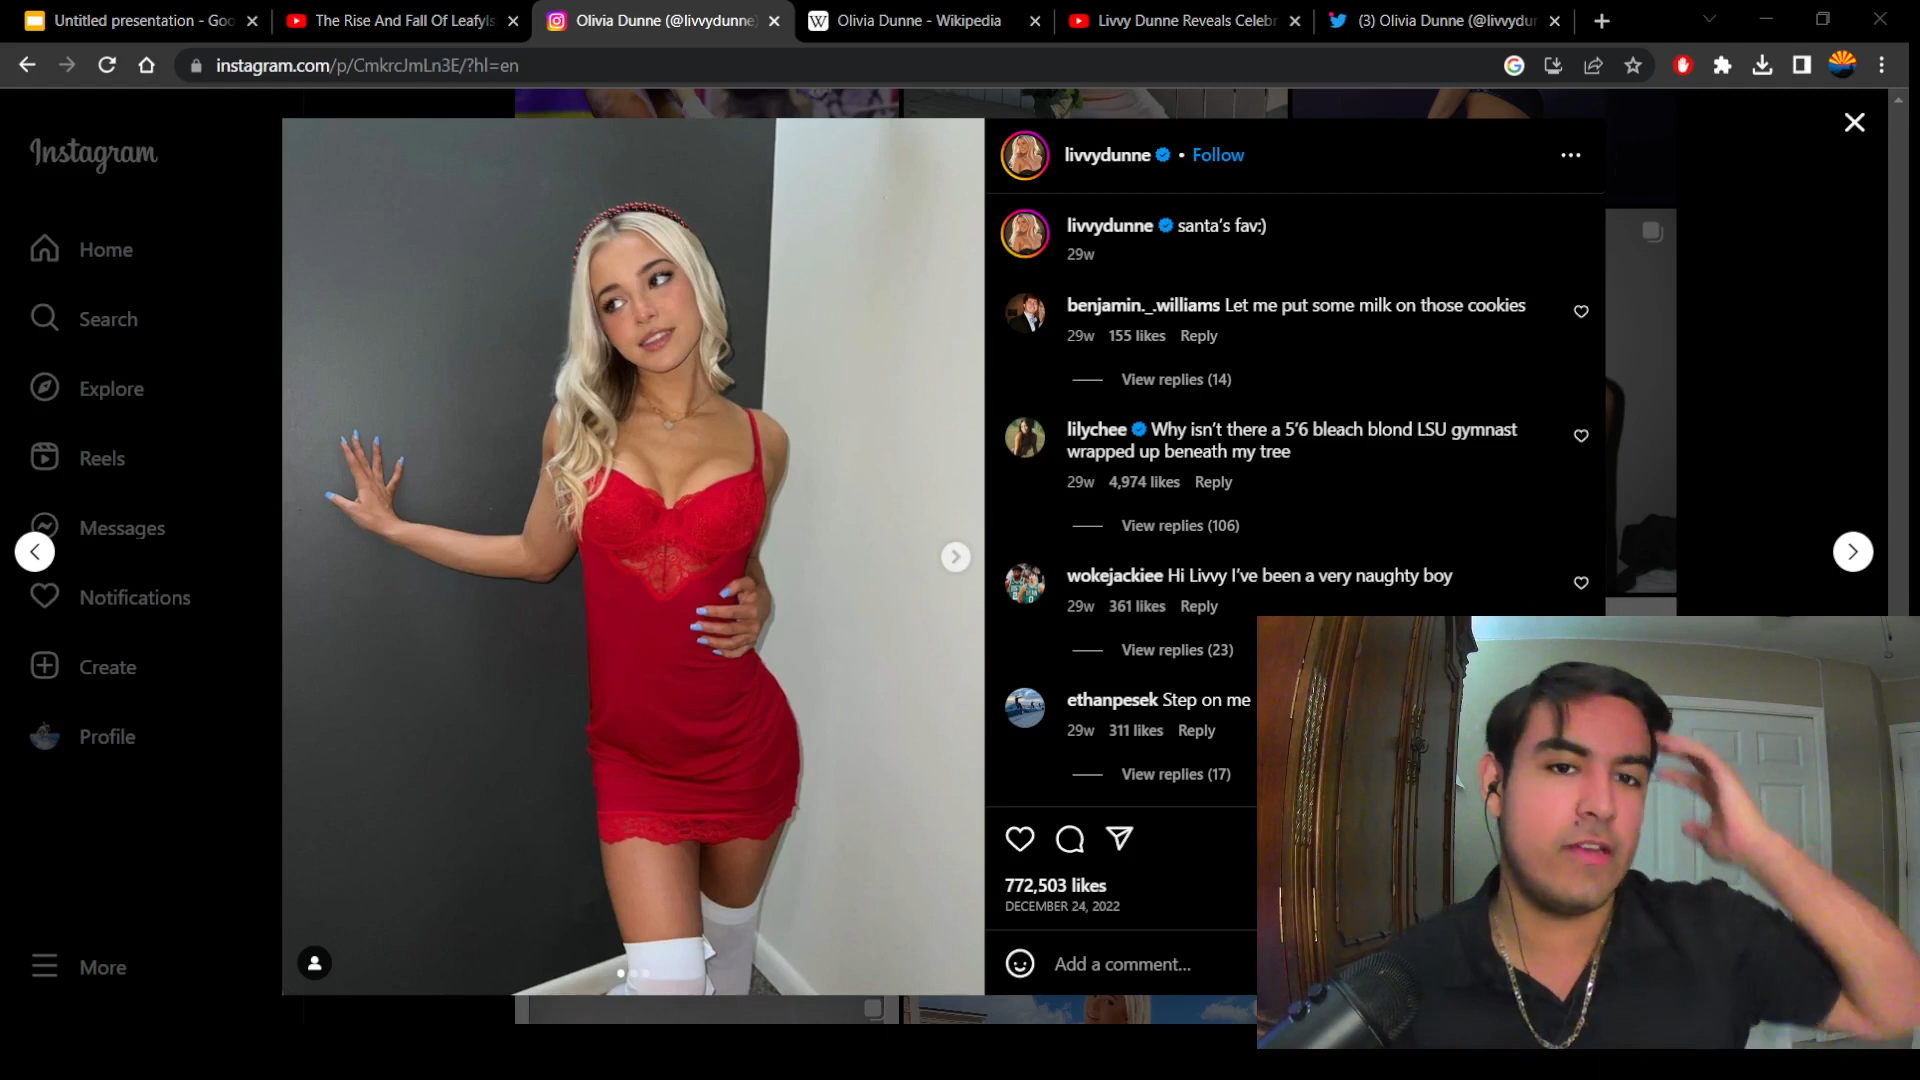 Untitled presentation - Goo
The Rise And Fall Of LeafyIs
Olivia Dunne (@livvydunne)
Olivia Dunne - Wikipedia
Livvy Dunne Reveals Celebr
(3) Olivia Dunne (@livvydun
instagram.com/p/CmkrcJmLn3E/?hl=en
Instagram
Home
Search
Explore
Reels
Messages
Notifications
Create
Profile
More
livvydunne • Follow
livvydunne santa's fav:)
29w
benjamin._.williams Let me put some milk on those cookies
29w 155 likes Reply
View replies (14)
lilychee Why isn't there a 5'6 bleach blond LSU gymnast
wrapped up beneath my tree
29w 4,974 likes Reply
View replies (106)
wokejackiee Hi Livvy I've been a very naughty boy
29w 361 likes Reply
View replies (23)
ethanpesek Step on me
29w 311 likes Reply
View replies (17)
772,503 likes
DECEMBER 24, 2022
Add a comment...